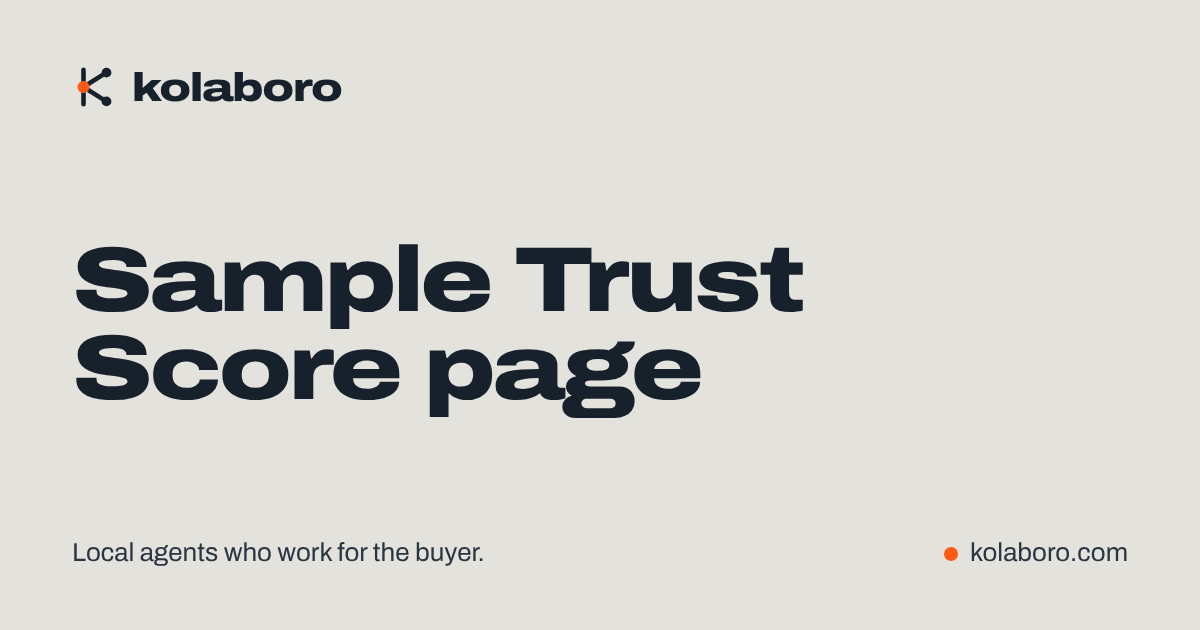 kolaboro
Sample Trust
Score page
Local agents who work for the buyer.
kolaboro.com